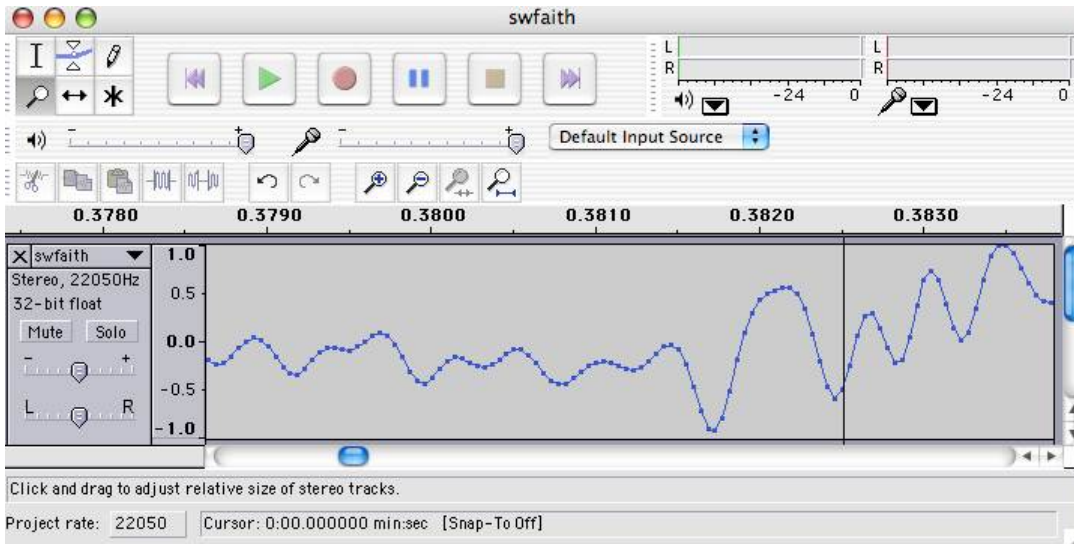 swfaith
L
R
-24 0
L
R
-24 0
- +
- +
Default Input Source
0.3780 0.3790 0.3800 0.3810 0.3820 0.3830
swfaith
Stereo, 22050Hz
32-bit float
Mute Solo
- +
L R
1.0
0.5
0.0
-0.5
-1.0
Click and drag to adjust relative size of stereo tracks.
Project rate: 22050 Cursor: 0:00.000000 min:sec [Snap-To Off]